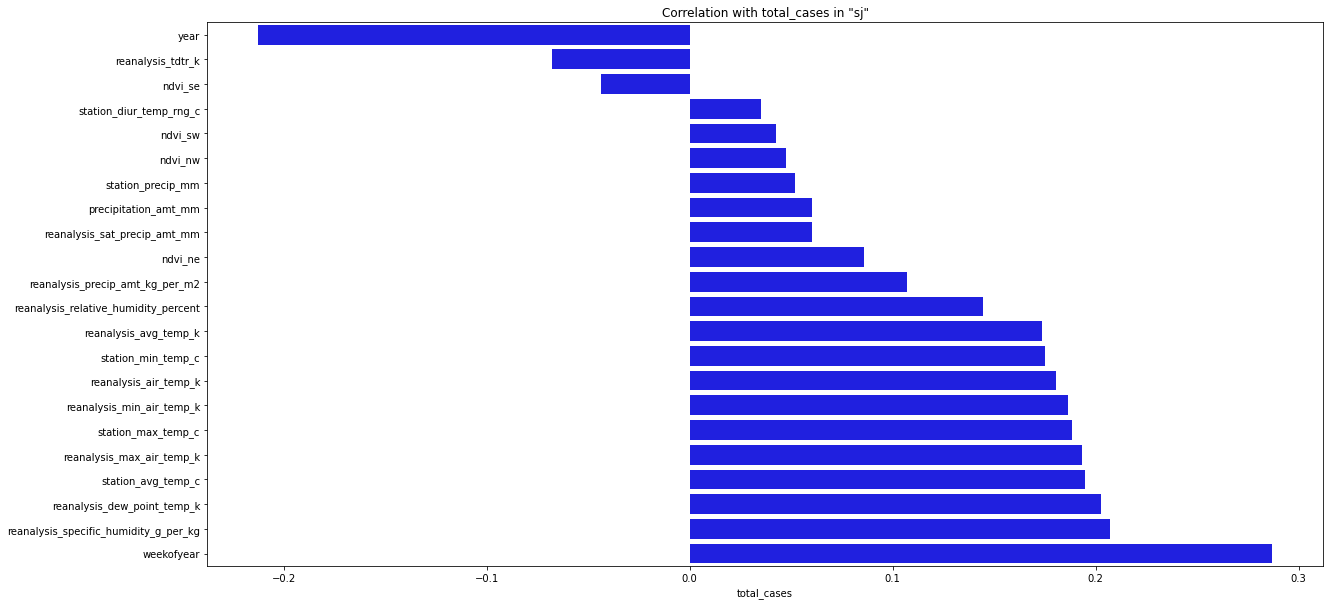 Correlation with total_cases in "sj"
year
reanalysis_tdtr_k
ndvi_se
station_diur_temp_rng_c
ndvi_sw
ndvi_nw
station_precip_mm
precipitation_amt_mm
reanalysis_sat_precip_amt_mm
ndvi_ne
reanalysis_precip_amt_kg_per_m2
reanalysis_relative_humidity_percent
reanalysis_avg_temp_k
station_min_temp_c
reanalysis_air_temp_k
reanalysis_min_air_temp_k
station_max_temp_c
reanalysis_max_air_temp_k
station_avg_temp_c
reanalysis_dew_point_temp_k
reanalysis_specific_humidity_g_per_kg
weekofyear
−0.2 −0.1 0.0 0.1 0.2 0.3
total_cases